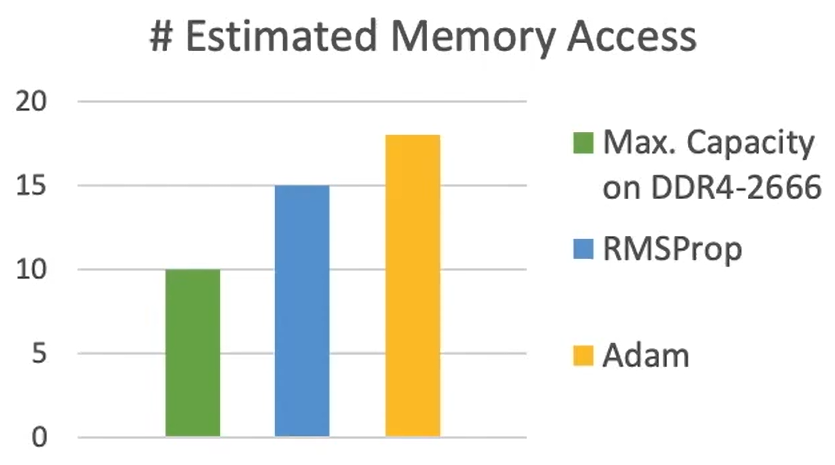 # Estimated Memory Access
20
15
10
5
0
Max. Capacity
on DDR4-2666
RMSProp
Adam